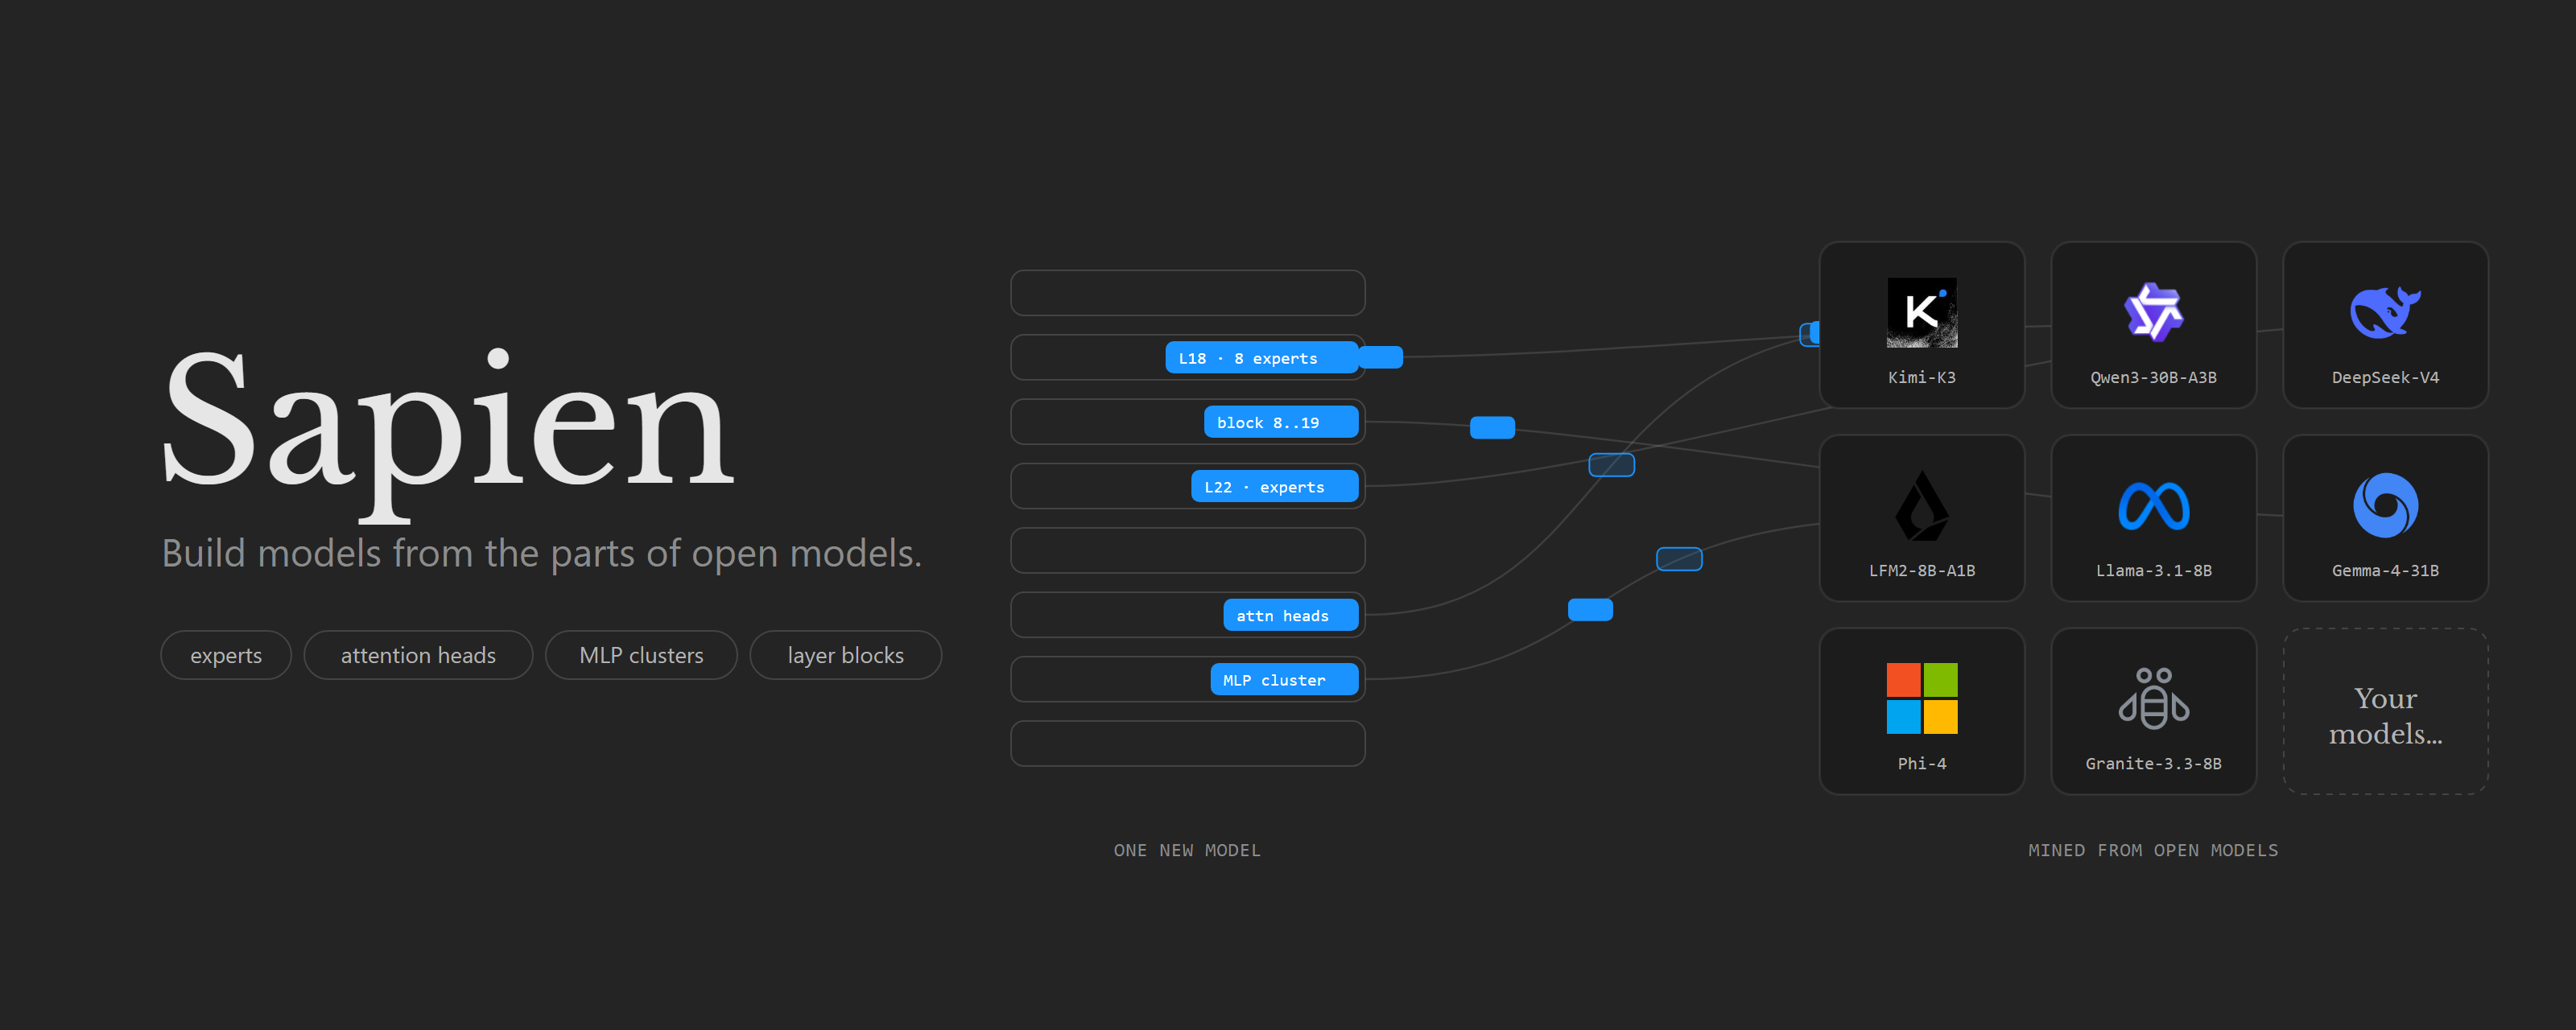 Sapien
Build models from the parts of open models.
experts
attention heads
MLP clusters
layer blocks
L18 · 8 experts
block 8..19
L22 · experts
attn heads
MLP cluster
ONE NEW MODEL
K
Kimi-K3
Qwen3-30B-A3B
DeepSeek-V4
LFM2-8B-A1B
Llama-3.1-8B
Gemma-4-31B
Phi-4
Granite-3.3-8B
Your
models…
MINED FROM OPEN MODELS